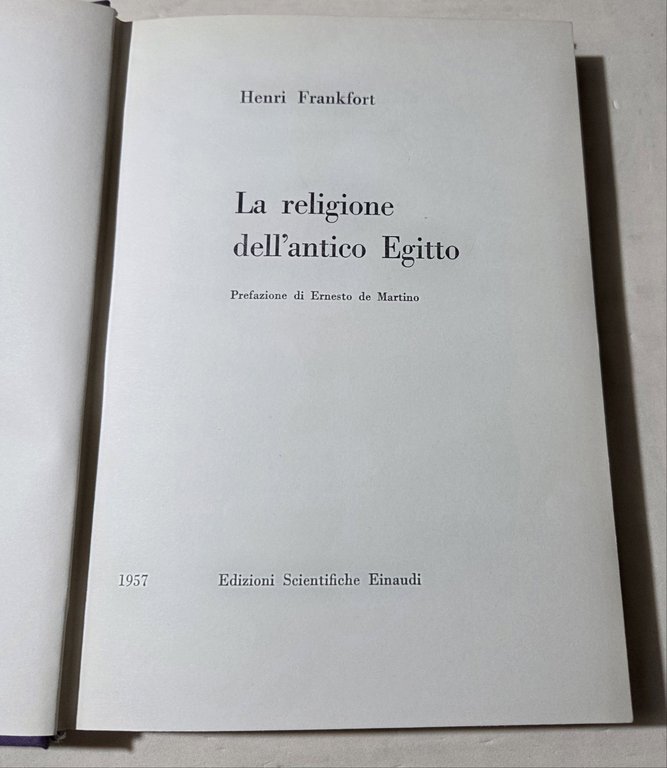 Henri Frankfort
La religione
dell'antico Egitto
Prefazione di Ernesto de Martino
1957 Edizioni Scientifiche Einaudi